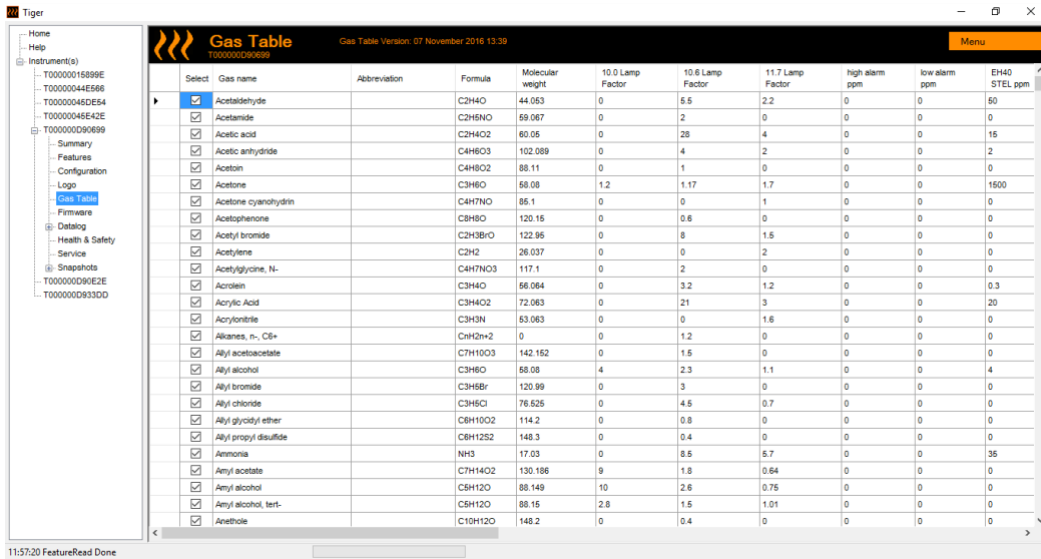 Tiger
Home
Help
Instrument(s)
T00000015899E
T00000044E566
T00000045DE54
T00000045E42E
T000000D90699
Summary
Features
Configuration
Logo
Gas Table
Firmware
Datalog
Health & Safety
Service
Snapshots
T000000D90E2E
T000000D933DD
Gas Table
T000000D90699
Gas Table Version: 07 November 2016 13:39
Menu
Select Gas name Abbreviation Formula Molecular weight 10.0 Lamp Factor 10.6 Lamp Factor 11.7 Lamp Factor high alarm ppm low alarm ppm EH40 STEL ppm
Acetaldehyde C2H4O 44.053 0 5.5 2.2 0 0 50
Acetamide C2H5NO 59.067 0 2 0 0 0 0
Acetic acid C2H4O2 60.05 0 28 4 0 0 15
Acetic anhydride C4H6O3 102.089 0 4 2 0 0 2
Acetoin C4H8O2 88.11 0 1 0 0 0 0
Acetone C3H6O 58.08 1.2 1.17 1.7 0 0 1500
Acetone cyanohydrin C4H7NO 85.1 0 0 1 0 0 0
Acetophenone C8H8O 120.15 0 0.6 0 0 0 0
Acetyl bromide C2H3BrO 122.95 0 8 1.5 0 0 0
Acetylene C2H2 26.037 0 0 2 0 0 0
Acetylglycine, N- C4H7NO3 117.1 0 2 0 0 0 0
Acrolein C3H4O 56.064 0 3.2 1.2 0 0 0.3
Acrylic Acid C3H4O2 72.063 0 21 3 0 0 20
Acrylonitrile C3H3N 53.063 0 0 1.6 0 0 0
Alkanes, n-, C6+ CnH2n+2 0 0 1.2 0 0 0 0
Allyl acetoacetate C7H10O3 142.152 0 1.5 0 0 0 0
Allyl alcohol C3H6O 58.08 4 2.3 1.1 0 0 4
Allyl bromide C3H5Br 120.99 0 3 0 0 0 0
Allyl chloride C3H5Cl 76.525 0 4.5 0.7 0 0 0
Allyl glycidyl ether C6H10O2 114.2 0 0.8 0 0 0 0
Allyl propyl disulfide C6H12S2 148.3 0 0.4 0 0 0 0
Ammonia NH3 17.03 0 8.5 5.7 0 0 35
Amyl acetate C7H14O2 130.186 9 1.8 0.64 0 0 0
Amyl alcohol C5H12O 88.149 10 2.6 0.75 0 0 0
Amyl alcohol, tert- C5H12O 88.15 2.8 1.5 1.01 0 0 0
Anethole C10H12O 148.2 0 0.4 0 0 0 0
11:57:20 FeatureRead Done